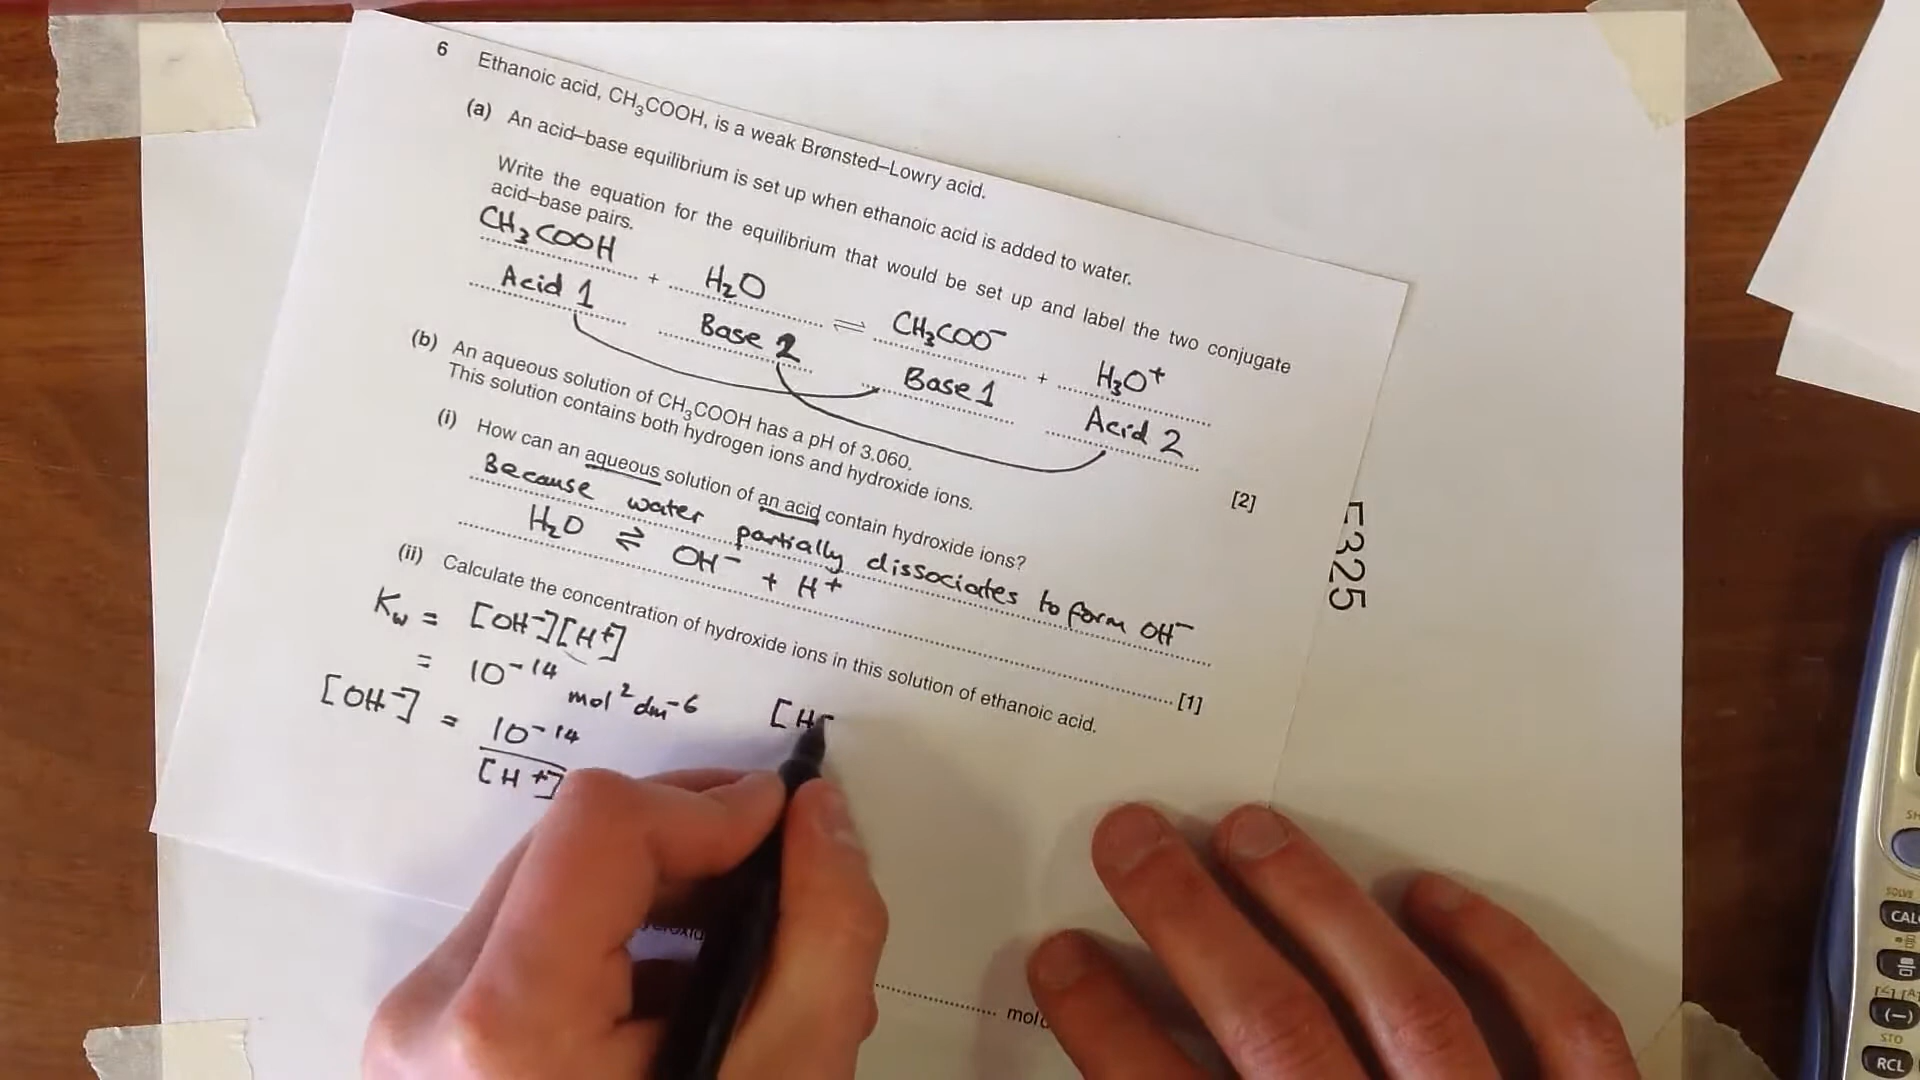 6 Ethanoic acid, CH₃COOH, is a weak Brønsted–Lowry acid.
(a) An acid–base equilibrium is set up when ethanoic acid is added to water.
Write the equation for the equilibrium that would be set up and label the two conjugate
acid–base pairs.
CH₃COOH + H₂O ⇌ CH₃COO⁻ + H₃O⁺
Acid 1 Base 2 Base 1 Acid 2
[2]
(b) An aqueous solution of CH₃COOH has a pH of 3.060.
This solution contains both hydrogen ions and hydroxide ions.
(i) How can an aqueous solution of an acid contain hydroxide ions?
Because water partially dissociates to form OH⁻
H₂O ⇌ OH⁻ + H⁺
[1]
(ii) Calculate the concentration of hydroxide ions in this solution of ethanoic acid.
Kw = [OH⁻][H⁺]
= 10⁻¹⁴ mol² dm⁻⁶
[OH⁻] = 10⁻¹⁴
[H⁺]
[H
F325
SOLVE
RCL
STO
(−)